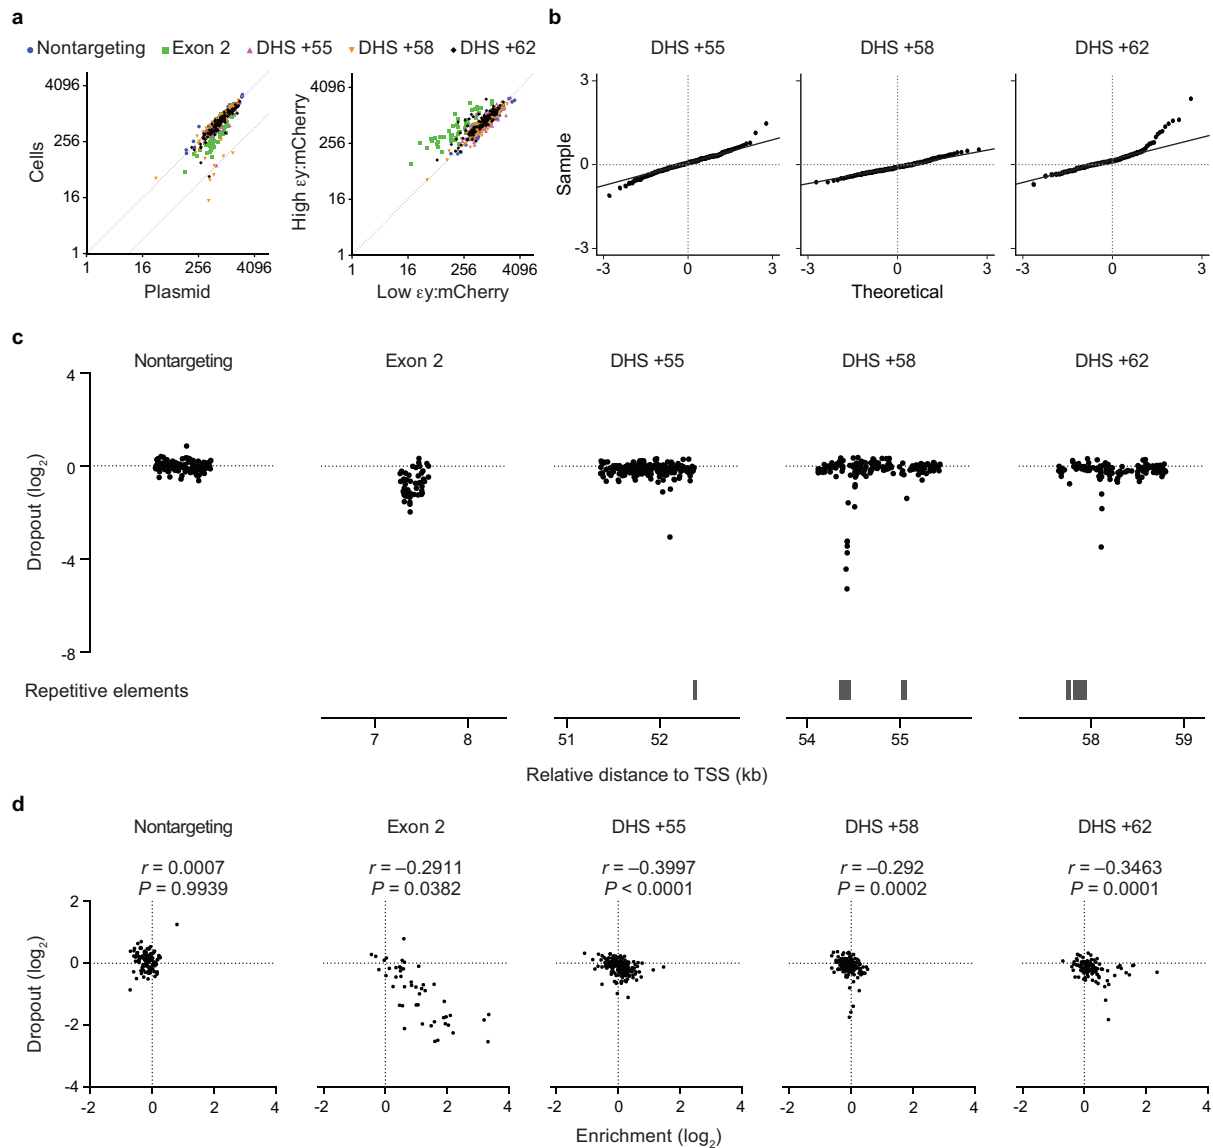 a
Nontargeting Exon 2 DHS +55 DHS +58 DHS +62
Cells
4096
256
16
1
1 16 256 4096
Plasmid
High εy:mCherry
4096
256
16
1
1 16 256 4096
Low εy:mCherry
b
DHS +55 DHS +58 DHS +62
Sample
3
0
-3
-3 0 3
-3 0 3
-3 0 3
Theoretical
c
Nontargeting Exon 2 DHS +55 DHS +58 DHS +62
Dropout (log2)
4
0
-4
-8
Repetitive elements
7 8
51 52
54 55
58 59
Relative distance to TSS (kb)
d
Nontargeting Exon 2 DHS +55 DHS +58 DHS +62
r = 0.0007 r = –0.2911 r = –0.3997 r = –0.292 r = –0.3463
P = 0.9939 P = 0.0382 P < 0.0001 P = 0.0002 P = 0.0001
Dropout (log2)
2
0
-2
-4
-2 0 2 4
-2 0 2 4
-2 0 2 4
-2 0 2 4
-2 0 2 4
Enrichment (log2)